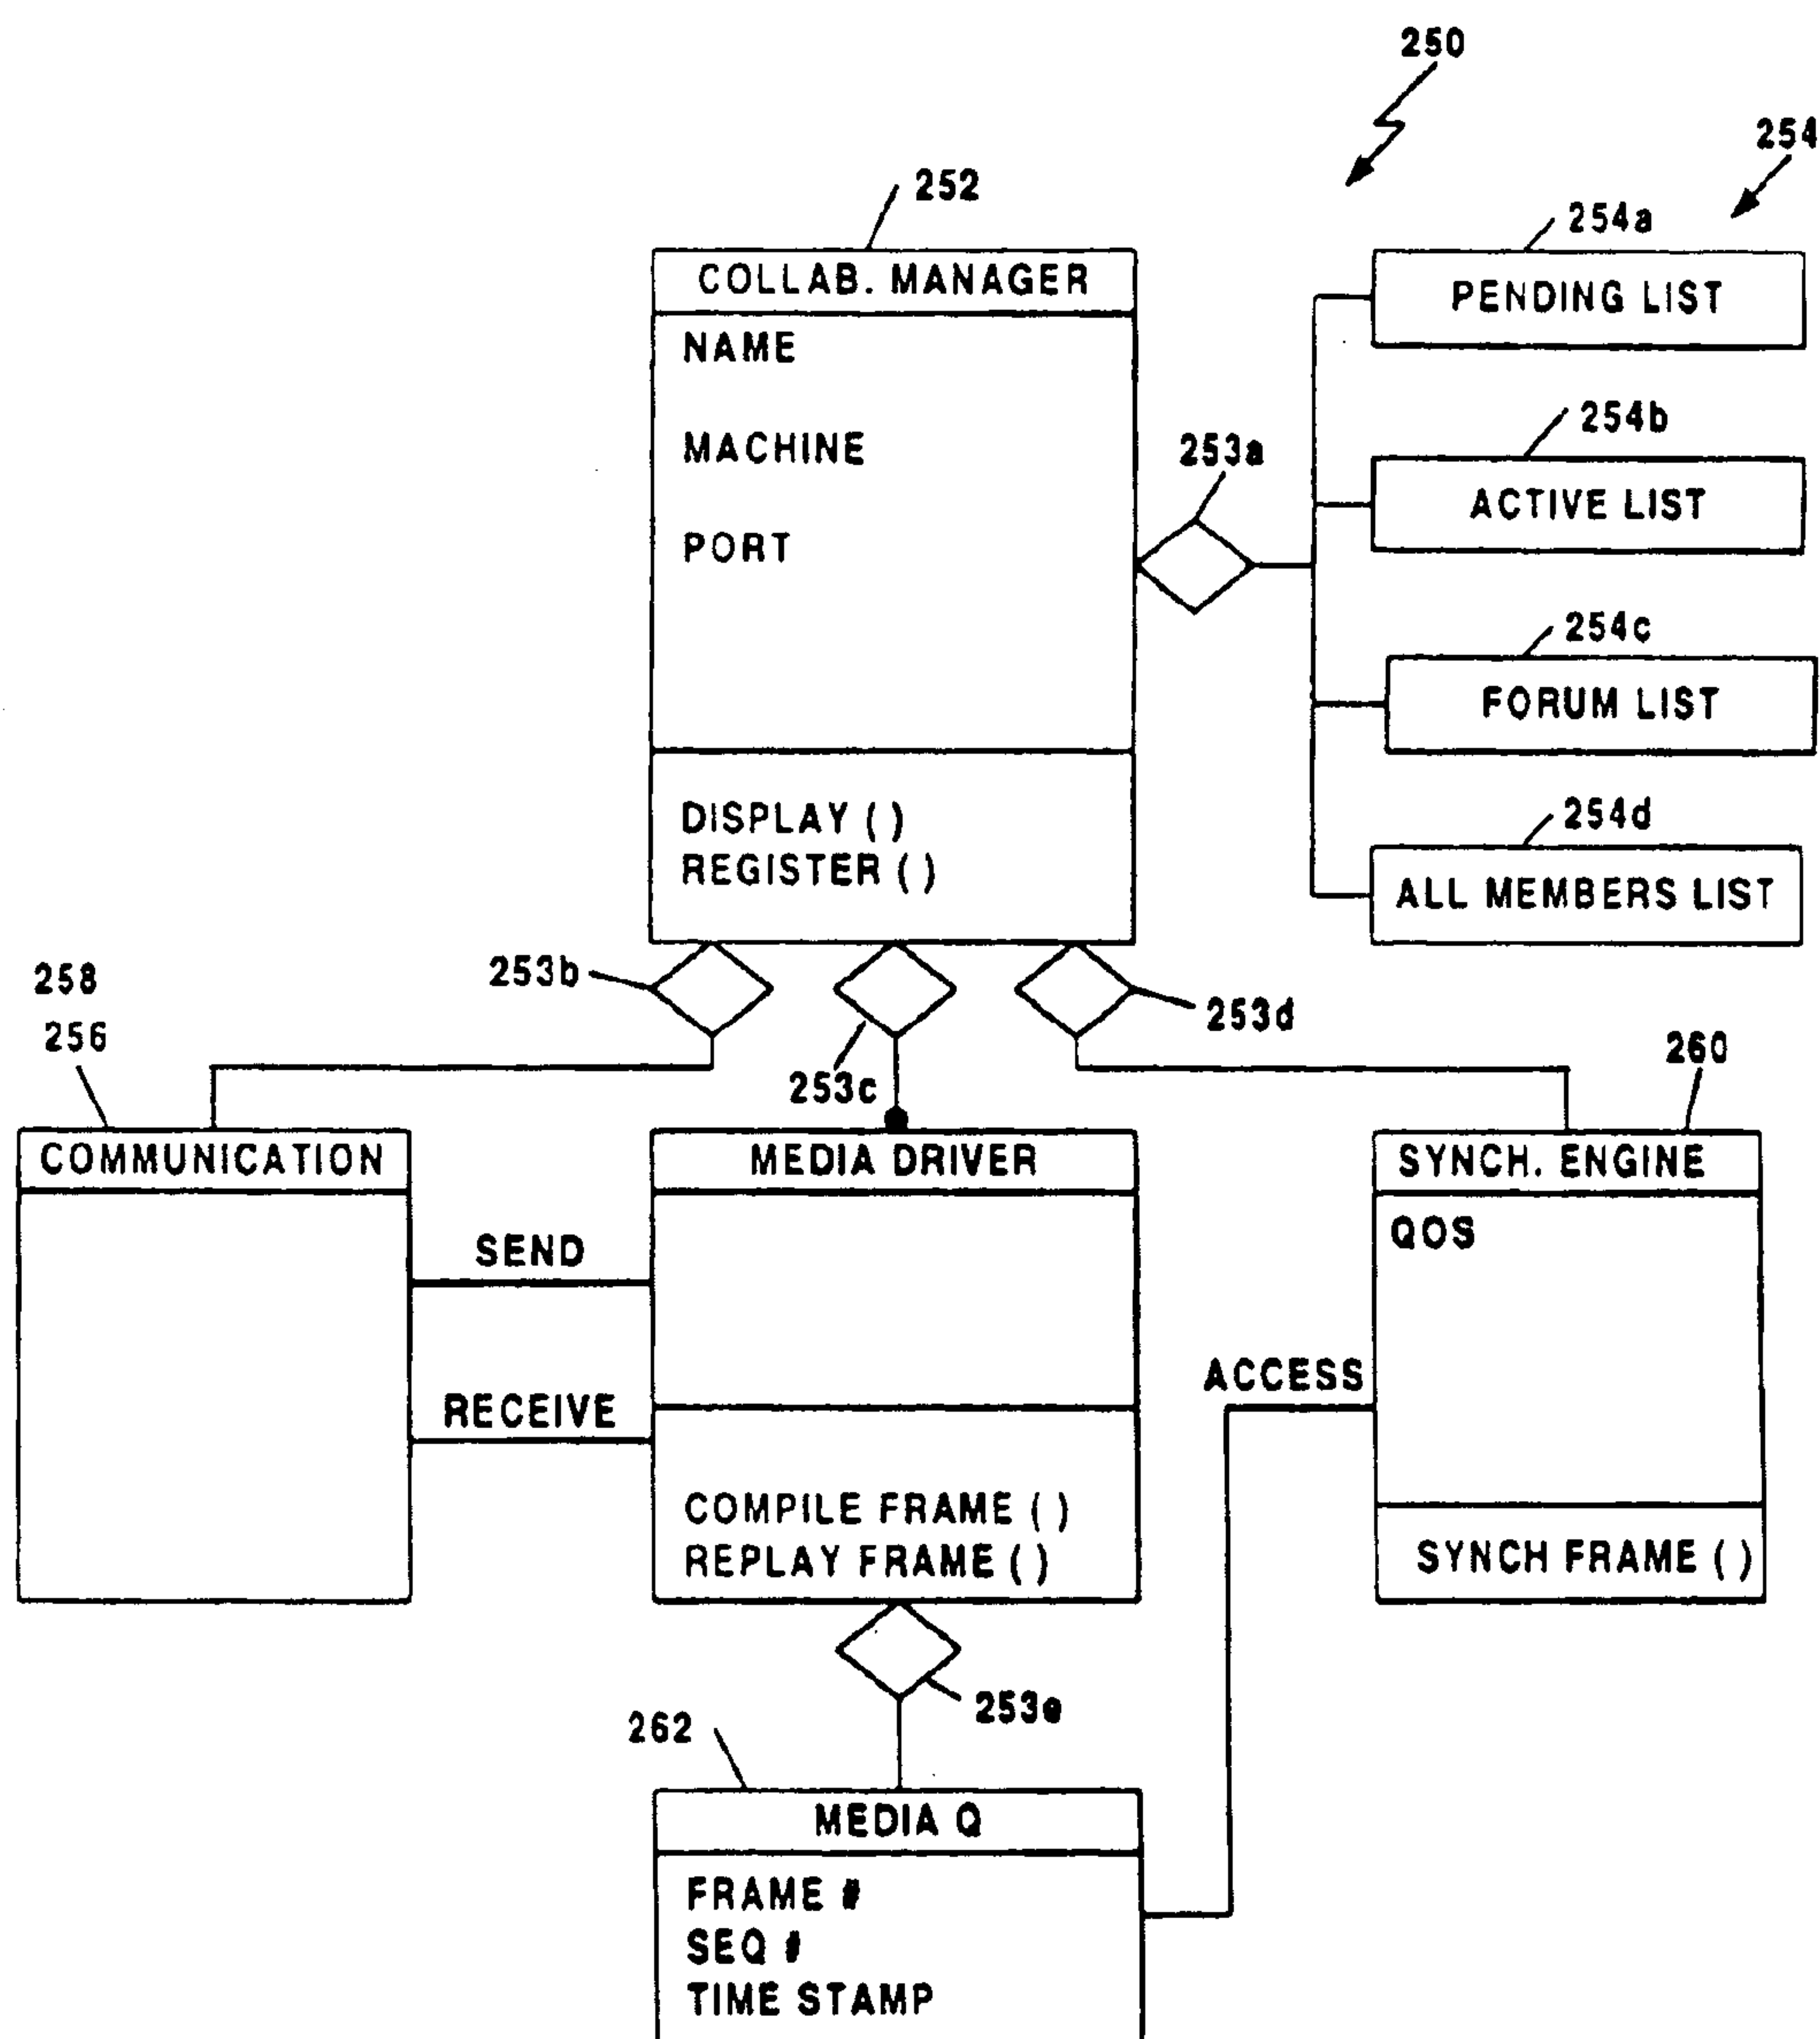 250
254
252
254a
COLLAB. MANAGER
PENDING LIST
NAME
254b
MACHINE
253a
ACTIVE LIST
PORT
254c
FORUM LIST
254d
DISPLAY ( )
REGISTER ( )
ALL MEMBERS LIST
253b
258
253d
256
260
253c
COMMUNICATION
MEDIA DRIVER
SYNCH. ENGINE
QOS
SEND
ACCESS
RECEIVE
COMPILE FRAME ( )
REPLAY FRAME ( )
SYNCH FRAME ( )
253e
262
MEDIA Q
FRAME #
SEQ #
TIME STAMP